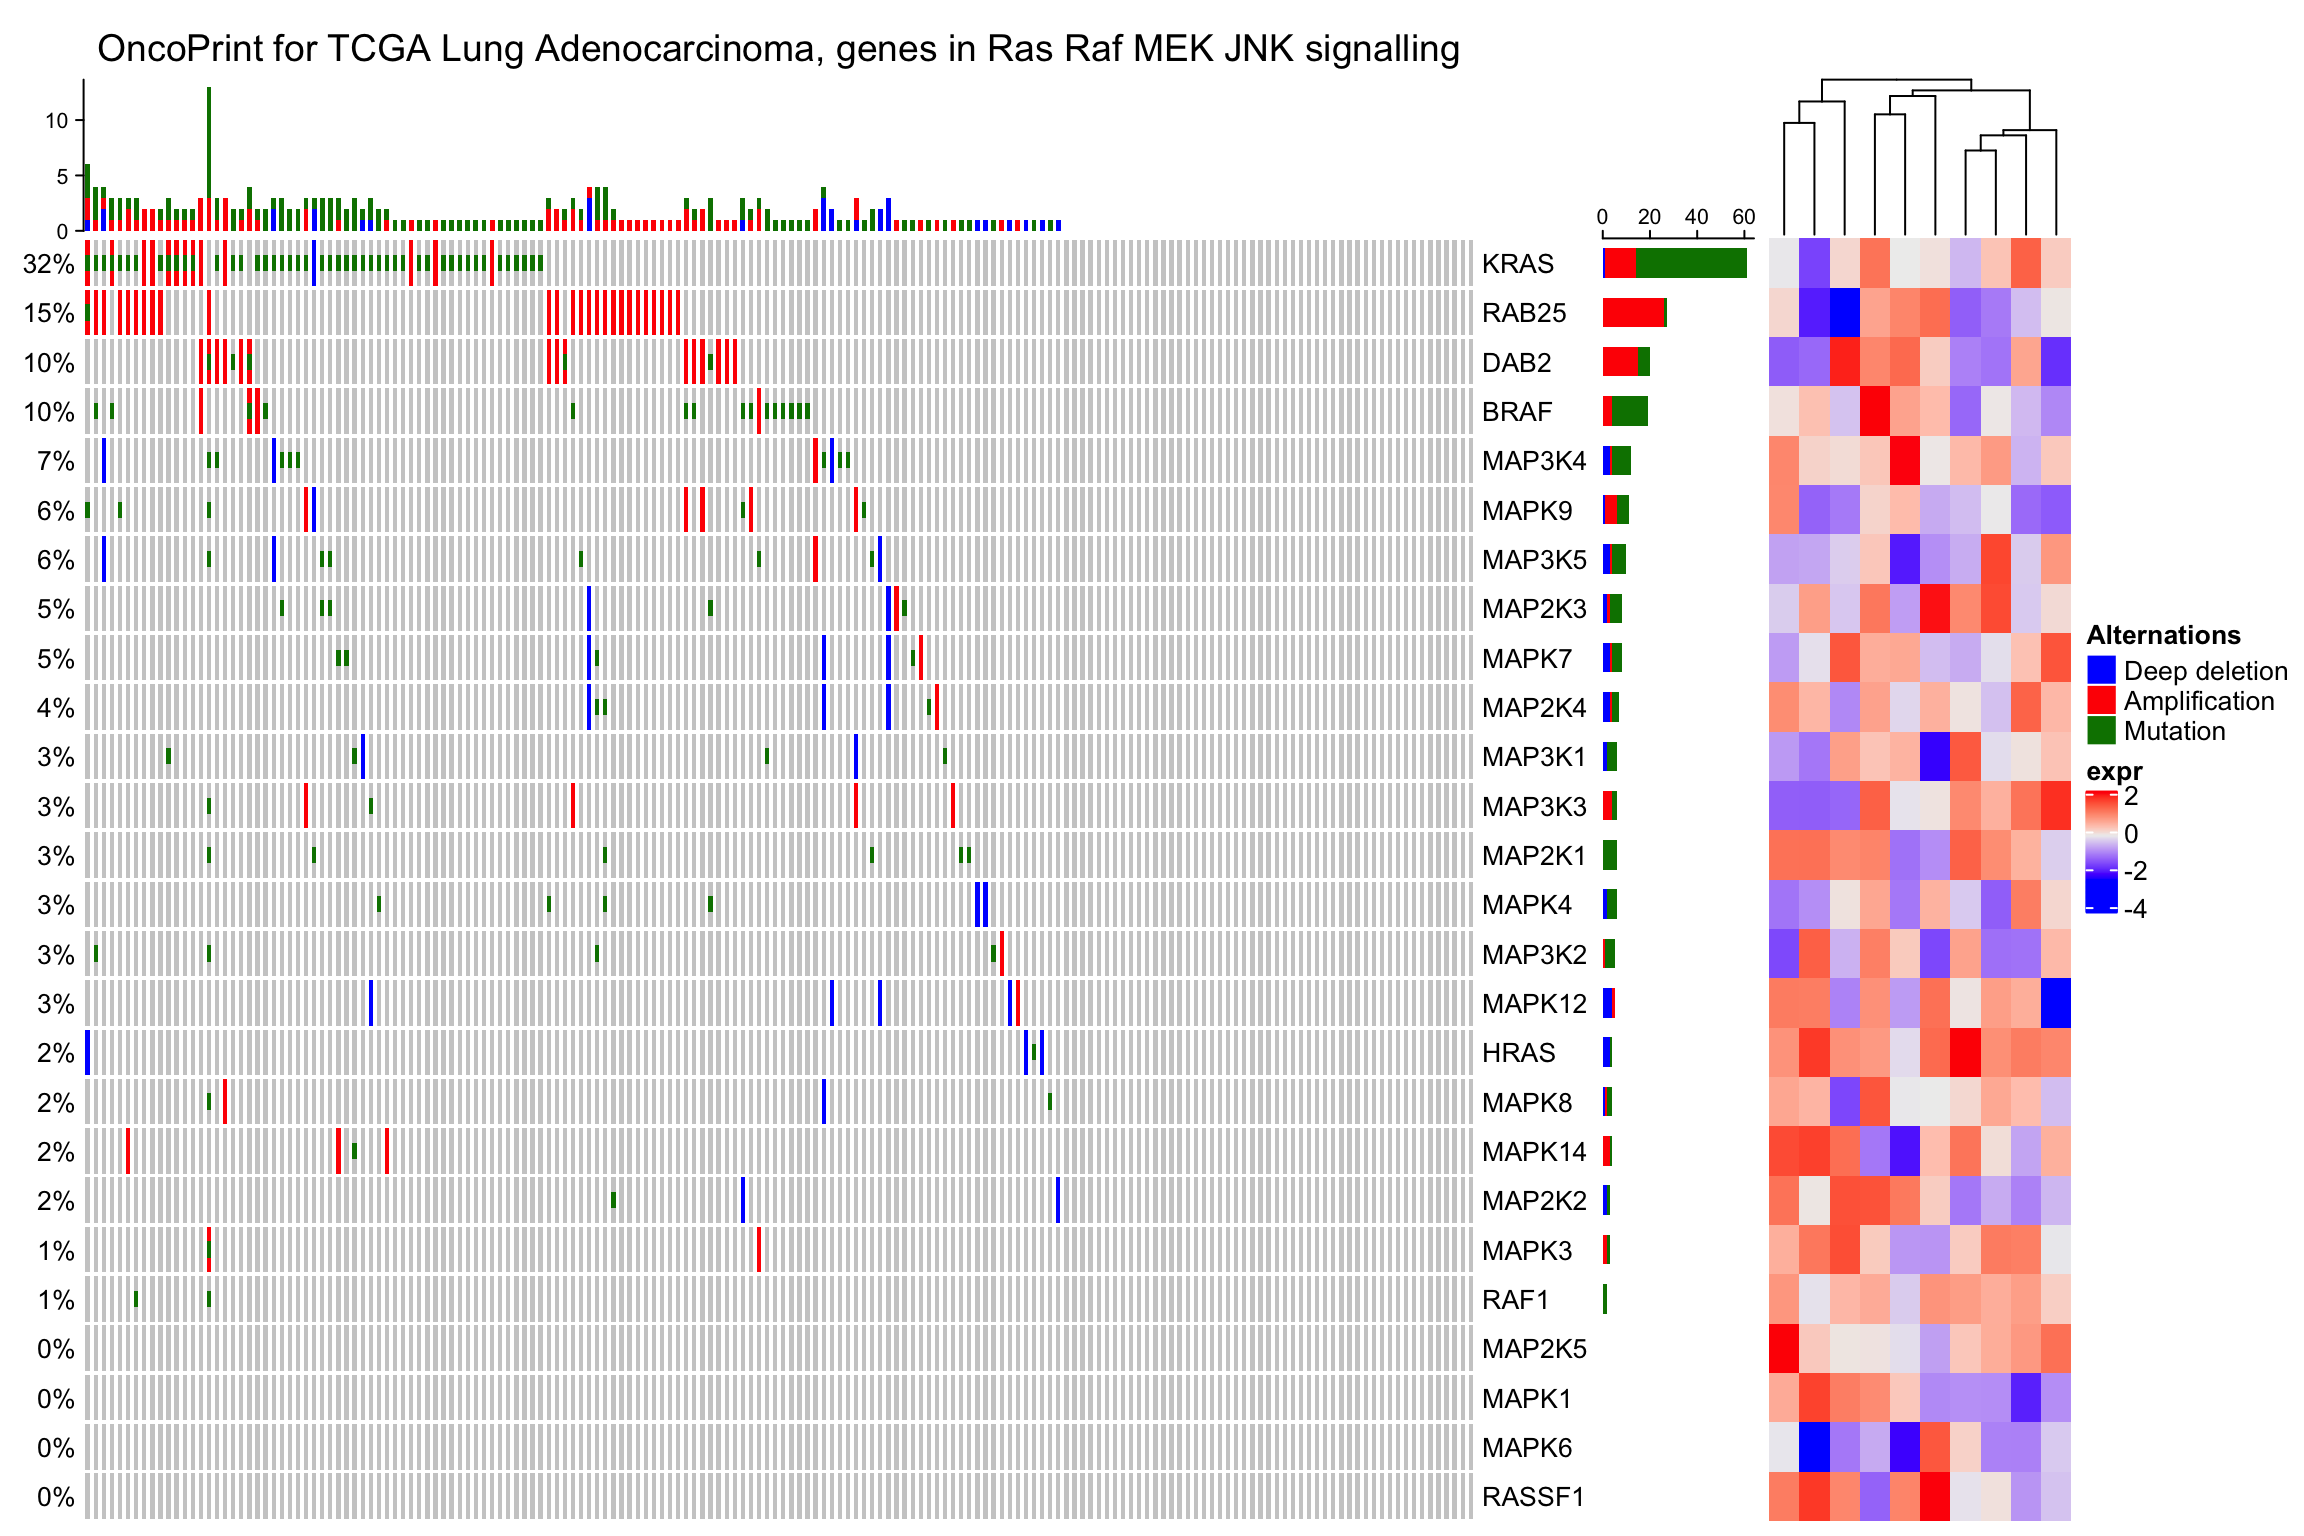 OncoPrint for TCGA Lung Adenocarcinoma, genes in Ras Raf MEK JNK signalling
10
5
0
0 20 40 60
32% KRAS
15% RAB25
10% DAB2
10% BRAF
7% MAP3K4
6% MAPK9
6% MAP3K5
5% MAP2K3
5% MAPK7
4% MAP2K4
3% MAP3K1
3% MAP3K3
3% MAP2K1
3% MAPK4
3% MAP3K2
3% MAPK12
2% HRAS
2% MAPK8
2% MAPK14
2% MAP2K2
1% MAPK3
1% RAF1
0% MAP2K5
0% MAPK1
0% MAPK6
0% RASSF1
Alternations
Deep deletion
Amplification
Mutation
expr
2
0
-2
-4